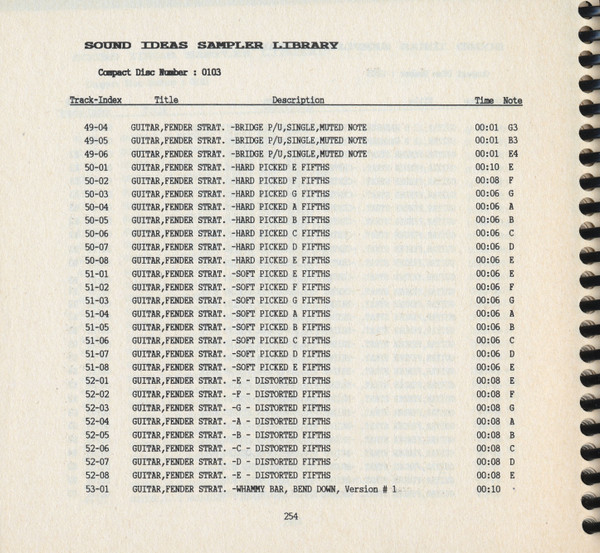 SOUND IDEAS SAMPLER LIBRARY
Compact Disc Number : 0103
Track-Index Title Description Time Note
49-04 GUITAR,FENDER STRAT. -BRIDGE P/U,SINGLE,MUTED NOTE 00:01 G3
49-05 GUITAR,FENDER STRAT. -BRIDGE P/U,SINGLE,MUTED NOTE 00:01 B3
49-06 GUITAR,FENDER STRAT. -BRIDGE P/U,SINGLE,MUTED NOTE 00:01 E4
50-01 GUITAR,FENDER STRAT. -HARD PICKED E FIFTHS 00:10 E
50-02 GUITAR,FENDER STRAT. -HARD PICKED F FIFTHS 00:08 F
50-03 GUITAR,FENDER STRAT. -HARD PICKED G FIFTHS 00:06 G
50-04 GUITAR,FENDER STRAT. -HARD PICKED A FIFTHS 00:06 A
50-05 GUITAR,FENDER STRAT. -HARD PICKED B FIFTHS 00:06 B
50-06 GUITAR,FENDER STRAT. -HARD PICKED C FIFTHS 00:06 C
50-07 GUITAR,FENDER STRAT. -HARD PICKED D FIFTHS 00:06 D
50-08 GUITAR,FENDER STRAT. -HARD PICKED E FIFTHS 00:06 E
51-01 GUITAR,FENDER STRAT. -SOFT PICKED E FIFTHS 00:06 E
51-02 GUITAR,FENDER STRAT. -SOFT PICKED F FIFTHS 00:06 F
51-03 GUITAR,FENDER STRAT. -SOFT PICKED G FIFTHS 00:06 G
51-04 GUITAR,FENDER STRAT. -SOFT PICKED A FIFTHS 00:06 A
51-05 GUITAR,FENDER STRAT. -SOFT PICKED B FIFTHS 00:06 B
51-06 GUITAR,FENDER STRAT. -SOFT PICKED C FIFTHS 00:06 C
51-07 GUITAR,FENDER STRAT. -SOFT PICKED D FIFTHS 00:06 D
51-08 GUITAR,FENDER STRAT. -SOFT PICKED E FIFTHS 00:06 E
52-01 GUITAR,FENDER STRAT. -E - DISTORTED FIFTHS 00:08 E
52-02 GUITAR,FENDER STRAT. -F - DISTORTED FIFTHS 00:08 F
52-03 GUITAR,FENDER STRAT. -G - DISTORTED FIFTHS 00:08 G
52-04 GUITAR,FENDER STRAT. -A - DISTORTED FIFTHS 00:08 A
52-05 GUITAR,FENDER STRAT. -B - DISTORTED FIFTHS 00:08 B
52-06 GUITAR,FENDER STRAT. -C - DISTORTED FIFTHS 00:08 C
52-07 GUITAR,FENDER STRAT. -D - DISTORTED FIFTHS 00:08 D
52-08 GUITAR,FENDER STRAT. -E - DISTORTED FIFTHS 00:08 E
53-01 GUITAR,FENDER STRAT. -WHAMMY BAR, BEND DOWN, Version # 1 00:10
254